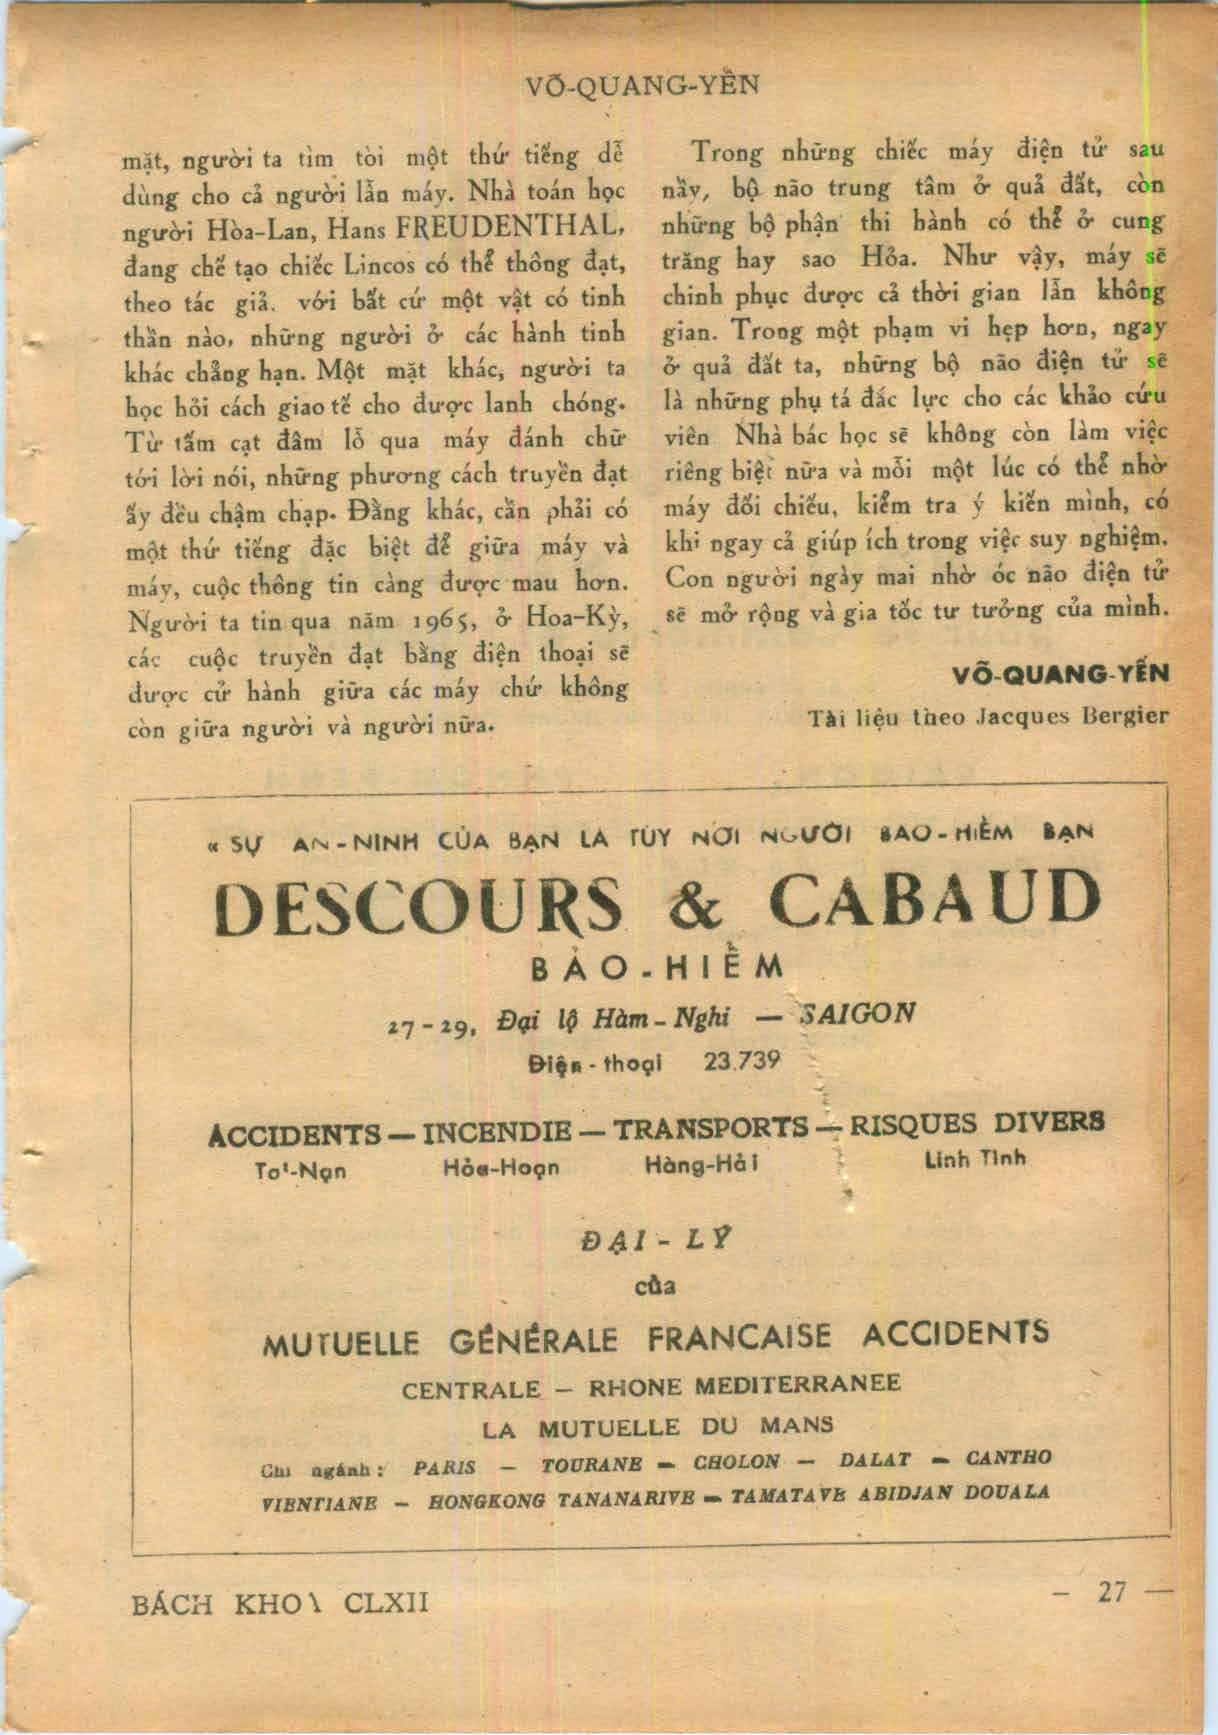 VÕ-QUANG-YẾN
mặt, người ta tìm tòi một thứ tiếng dễ
dùng cho cả người lẫn máy. Nhà toán học
người Hòa-Lan, Hans FREUDENTHAL,
đang chế tạo chiếc Lincos có thể thông đạt,
theo tác giả. với bất cứ một vật có tinh
thần nào, những người ở các hành tinh
khác chẳng hạn. Một mặt khác, người ta
học hỏi cách giao tế cho được lanh chóng.
Từ tấm cạt đâm lỗ qua máy đánh chữ
tới lời nói, những phương cách truyền đạt
ấy đều chậm chạp. Đằng khác, cần phải có
một thứ tiếng đặc biệt để giữa máy và
máy, cuộc thông tin càng được mau hơn.
Người ta tin qua năm 1965, ở Hoa-Kỳ,
các cuộc truyền đạt bằng điện thoại sẽ
được cử hành giữa các máy chứ không
còn giữa người và người nữa.
Trong những chiếc máy điện tử sau
nầy, bộ não trung tâm ở quả đất, còn
những bộ phận thi hành có thể ở cung
trăng hay sao Hỏa. Như vậy, máy sẽ
chinh phục được cả thời gian lẫn không
gian. Trong một phạm vi hẹp hơn, ngay
ở quả đất ta, những bộ não điện tử sẽ
là những phụ tá đắc lực cho các khảo cứu
viên Nhà bác học sẽ không còn làm việc
riêng biệt nữa và mỗi một lúc có thể nhờ
máy đối chiếu, kiểm tra ý kiến mình, có
khi ngay cả giúp ích trong việc suy nghiệm.
Con người ngày mai nhờ óc não điện tử
sẽ mở rộng và gia tốc tư tưởng của mình.
VÕ-QUANG-YẾN
Tài liệu theo Jacques Bergier
« SỰ AN-NINH CỦA BẠN LÀ TÙY NƠI NGƯỜI BẢO-HIỂM BẠN
DESCOURS & CABAUD
BẢO-HIỂM
27-29, Đại lộ Hàm-Nghi — SAIGON
Điện-thoại 23.739
ACCIDENTS — INCENDIE — TRANSPORTS — RISQUES DIVERS
Tai-Nạn Hỏa-Hoạn Hàng-Hải Linh Tinh
ĐẠI-LÝ
của
MUTUELLE GÉNÉRALE FRANCAISE ACCIDENTS
CENTRALE — RHONE MEDITERRANEE
LA MUTUELLE DU MANS
Chi ngánh : PARIS — TOURANE — CHOLON — DALAT — CANTHO
VIENTIANE — HONGKONG TANANARIVE — TAMATAVE ABIDJAN DOUALA
BÁCH KHOA CLXII
— 27 —